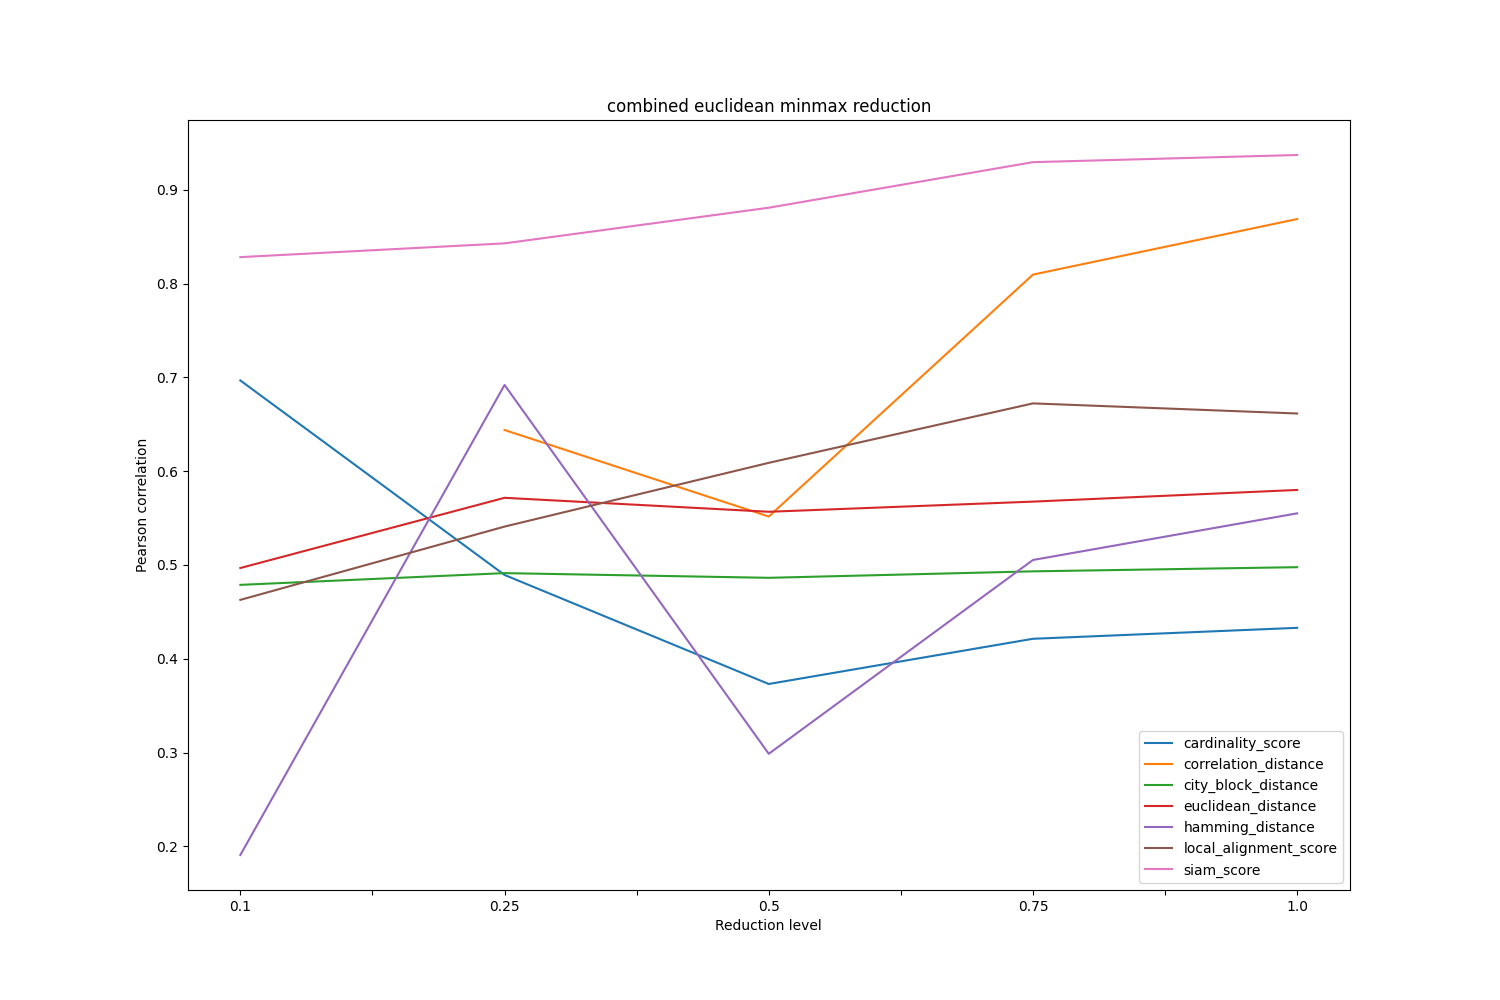 combined euclidean minmax reduction
Pearson correlation
0.9
0.8
0.7
0.6
0.5
0.4
0.3
0.2
0.1
0.25
0.5
0.75
1.0
Reduction level
cardinality_score
correlation_distance
city_block_distance
euclidean_distance
hamming_distance
local_alignment_score
siam_score